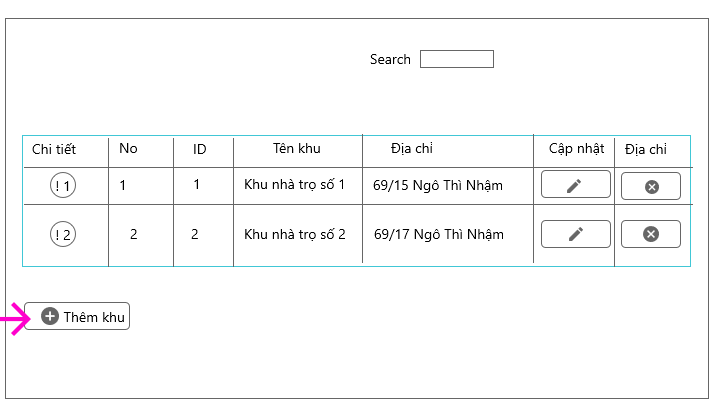 Search
Chi tiết No ID Tên khu Địa chỉ Cập nhật Địa chỉ
! 1 1 1 Khu nhà trọ số 1 69/15 Ngô Thì Nhậm
! 2 2 2 Khu nhà trọ số 2 69/17 Ngô Thì Nhậm
Thêm khu